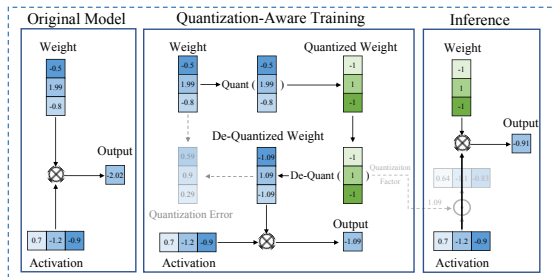 Original Model
Weight
-0.5
1.99
-0.8
Output
-2.02
0.7 -1.2 -0.9
Activation
Quantization-Aware Training
Weight
-0.5
1.99
-0.8
Quant (
-0.5
1.99
-0.8
)
Quantized Weight
-1
1
-1
De-Quantized Weight
0.59
0.9
0.29
Quantization Error
-1.09
1.09
-1.09
De-Quant (
-1
1
-1
)
Quantizaiton
Factor
1.09
0.7 -1.2 -0.9
Activation
Output
-1.09
Inference
Weight
-1
1
-1
Output
-0.91
0.64 -1.1 -0.83
0.7 -1.2 -0.9
Activation